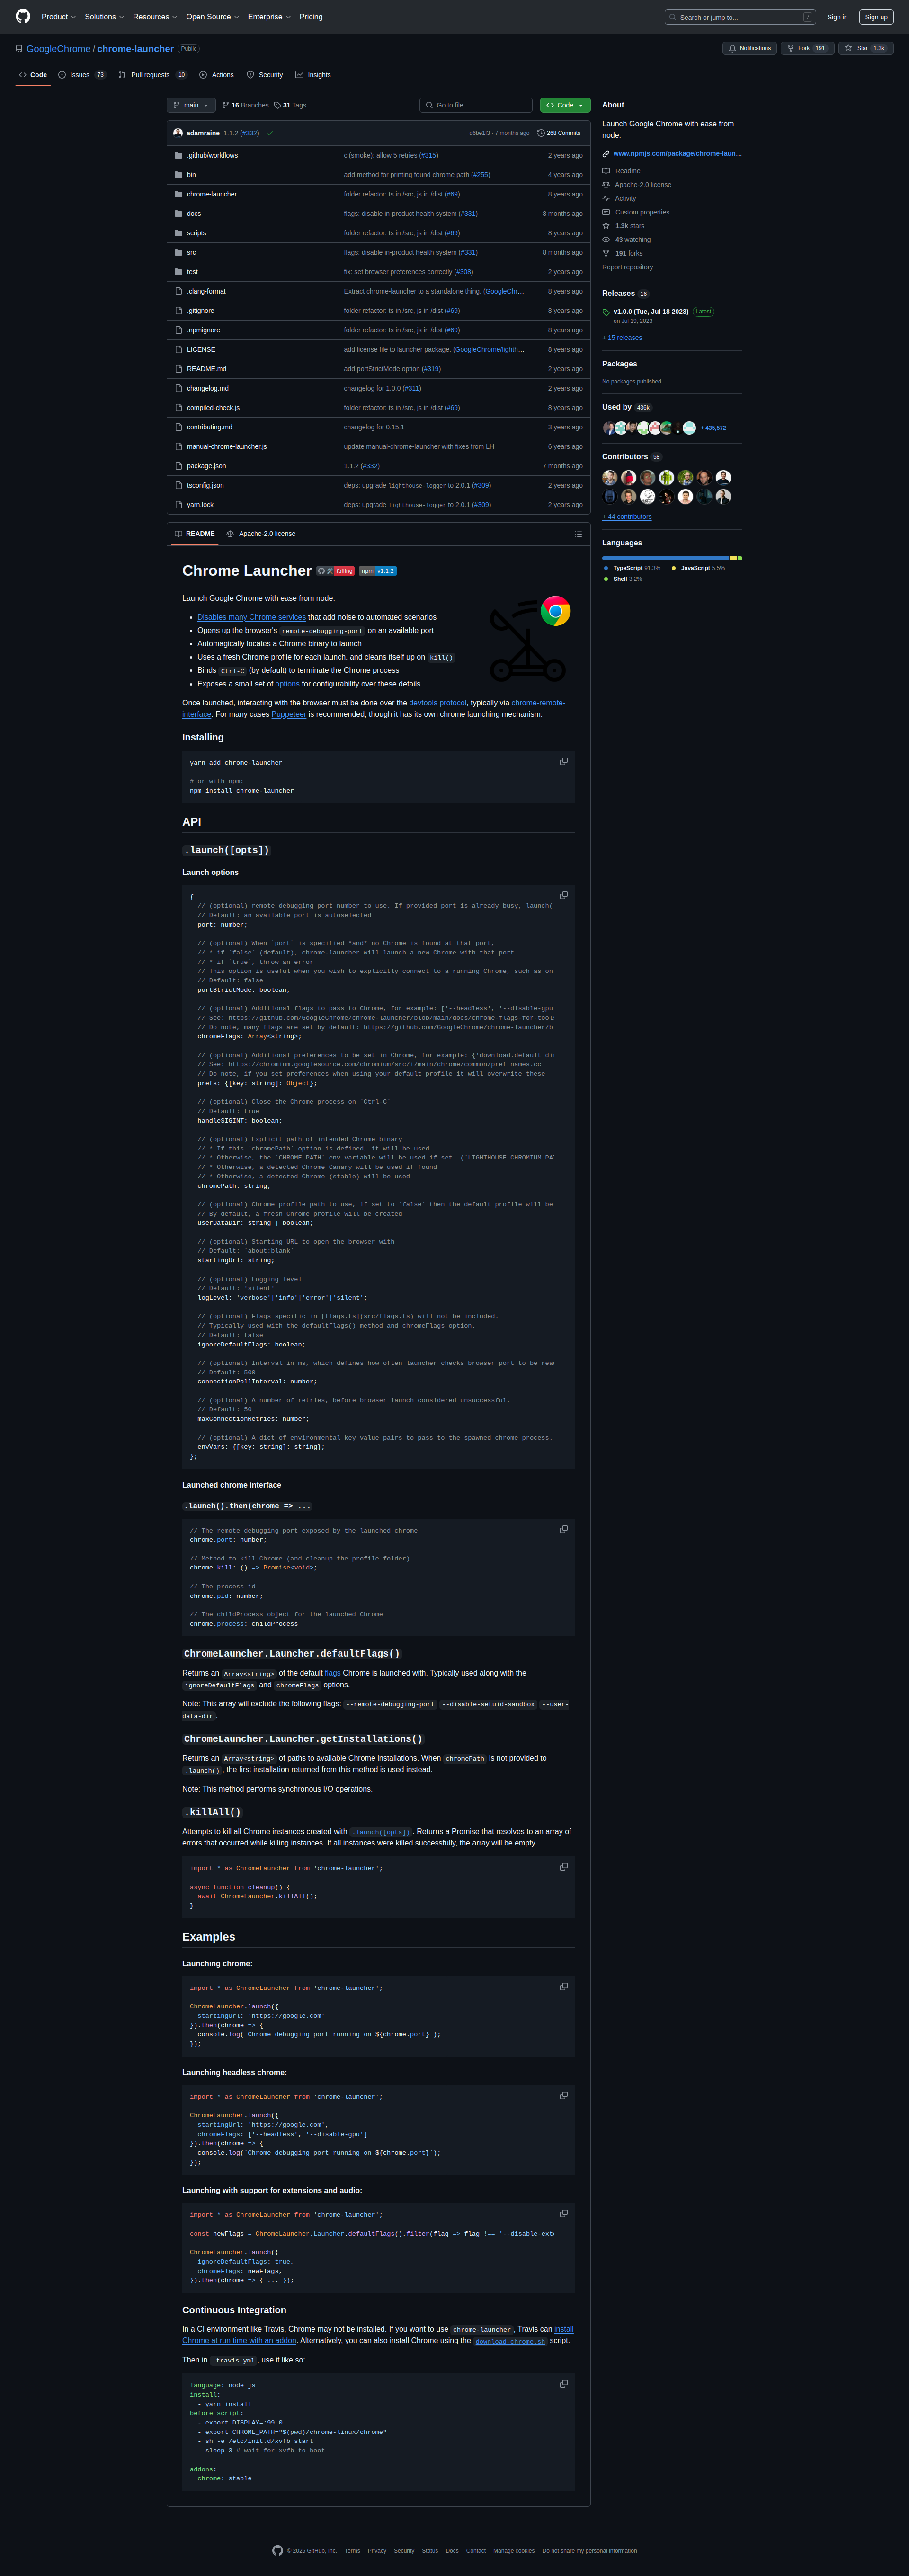 Product Solutions Resources Open Source Enterprise Pricing Search or jump to... / Sign in Sign up
GoogleChrome / chrome-launcher Public Notifications Fork 191 Star 1.3k
Code Issues 73 Pull requests 10 Actions Security Insights
main 16 Branches 31 Tags Go to file Code
adamraine 1.1.2 (#332) d6be1f3 · 7 months ago 268 Commits
.github/workflows ci(smoke): allow 5 retries (#315) 2 years ago
bin add method for printing found chrome path (#255) 4 years ago
chrome-launcher folder refactor: ts in /src, js in /dist (#69) 8 years ago
docs flags: disable in-product health system (#331) 8 months ago
scripts folder refactor: ts in /src, js in /dist (#69) 8 years ago
src flags: disable in-product health system (#331) 8 months ago
test fix: set browser preferences correctly (#308) 2 years ago
.clang-format Extract chrome-launcher to a standalone thing. (GoogleChr... 8 years ago
.gitignore folder refactor: ts in /src, js in /dist (#69) 8 years ago
.npmignore folder refactor: ts in /src, js in /dist (#69) 8 years ago
LICENSE add license file to launcher package. (GoogleChrome/lighth... 8 years ago
README.md add portStrictMode option (#319) 2 years ago
changelog.md changelog for 1.0.0 (#311) 2 years ago
compiled-check.js folder refactor: ts in /src, js in /dist (#69) 8 years ago
contributing.md changelog for 0.15.1 3 years ago
manual-chrome-launcher.js update manual-chrome-launcher with fixes from LH 6 years ago
package.json 1.1.2 (#332) 7 months ago
tsconfig.json deps: upgrade lighthouse-logger to 2.0.1 (#309) 2 years ago
yarn.lock deps: upgrade lighthouse-logger to 2.0.1 (#309) 2 years ago
README Apache-2.0 license
Chrome Launcher failing npm v1.1.2
Launch Google Chrome with ease from node.
• Disables many Chrome services that add noise to automated scenarios
• Opens up the browser's remote-debugging-port on an available port
• Automatically locates a Chrome binary to launch
• Uses a fresh Chrome profile for each launch, and cleans itself up on kill()
• Binds Ctrl-C (by default) to terminate the Chrome process
• Exposes a small set of options for configurability over these details
Once launched, interacting with the browser must be done over the devtools protocol, typically via chrome-remote-
interface. For many cases Puppeteer is recommended, though it has its own chrome launching mechanism.
Installing
yarn add chrome-launcher
# or with npm:
npm install chrome-launcher
API
.launch([opts])
Launch options
{
// (optional) remote debugging port number to use. If provided port is already busy, launch(
// Default: an available port is autoselected
port: number;
// (optional) When `port` is specified *and* no Chrome is found at that port,
// * if `false` (default), chrome-launcher will launch a new Chrome with that port.
// * if `true`, throw an error
// This option is useful when you wish to explicitly connect to a running Chrome, such as on
// Default: false
portStrictMode: boolean;
// (optional) Additional flags to pass to Chrome, for example: ['--headless', '--disable-gpu
// See: https://github.com/GoogleChrome/chrome-launcher/blob/main/docs/chrome-flags-for-tools
// Do note, many flags are set by default: https://github.com/GoogleChrome/chrome-launcher/b
chromeFlags: Array<string>;
// (optional) Additional preferences to be set in Chrome, for example: {'download.default_di
// See: https://chromium.googlesource.com/chromium/src/+/main/chrome/common/pref_names.cc
// Do note, if you set preferences when using your default profile it will overwrite these
prefs: {[key: string]: Object};
// (optional) Close the Chrome process on `Ctrl-C`
// Default: true
handleSIGINT: boolean;
// (optional) Explicit path of intended Chrome binary
// * If this `chromePath` option is defined, it will be used.
// * Otherwise, the `CHROME_PATH` env variable will be used if set. (`LIGHTHOUSE_CHROMIUM_PA
// * Otherwise, a detected Chrome Canary will be used if found
// * Otherwise, a detected Chrome (stable) will be used
chromePath: string;
// (optional) Chrome profile path to use, if set to `false` then the default profile will be
// By default, a fresh Chrome profile will be created
userDataDir: string | boolean;
// (optional) Starting URL to open the browser with
// Default: `about:blank`
startingUrl: string;
// (optional) Logging level
// Default: 'silent'
logLevel: 'verbose'|'info'|'error'|'silent';
// (optional) Flags specific in [flags.ts](src/flags.ts) will not be included.
// Typically used with the defaultFlags() method and chromeFlags option.
// Default: false
ignoreDefaultFlags: boolean;
// (optional) Interval in ms, which defines how often launcher checks browser port to be rea
// Default: 500
connectionPollInterval: number;
// (optional) A number of retries, before browser launch considered unsuccessful.
// Default: 50
maxConnectionRetries: number;
// (optional) A dict of environmental key value pairs to pass to the spawned chrome process.
envVars: {[key: string]: string};
};
Launched chrome interface
.launch().then(chrome => ...
// The remote debugging port exposed by the launched chrome
chrome.port: number;
// Method to kill Chrome (and cleanup the profile folder)
chrome.kill: () => Promise<void>;
// The process id
chrome.pid: number;
// The childProcess object for the launched Chrome
chrome.process: childProcess
ChromeLauncher.Launcher.defaultFlags()
Returns an Array<string> of the default flags Chrome is launched with. Typically used along with the
ignoreDefaultFlags and chromeFlags options.
Note: This array will exclude the following flags: --remote-debugging-port --disable-setuid-sandbox --user-
data-dir.
ChromeLauncher.Launcher.getInstallations()
Returns an Array<string> of paths to available Chrome installations. When chromePath is not provided to
.launch(), the first installation returned from this method is used instead.
Note: This method performs synchronous I/O operations.
.killAll()
Attempts to kill all Chrome instances created with .launch([opts]). Returns a Promise that resolves to an array of
errors that occurred while killing instances. If all instances were killed successfully, the array will be empty.
import * as ChromeLauncher from 'chrome-launcher';
async function cleanup() {
await ChromeLauncher.killAll();
}
Examples
Launching chrome:
import * as ChromeLauncher from 'chrome-launcher';
ChromeLauncher.launch({
startingUrl: 'https://google.com'
}).then(chrome => {
console.log(`Chrome debugging port running on ${chrome.port}`);
});
Launching headless chrome:
import * as ChromeLauncher from 'chrome-launcher';
ChromeLauncher.launch({
startingUrl: 'https://google.com',
chromeFlags: ['--headless', '--disable-gpu']
}).then(chrome => {
console.log(`Chrome debugging port running on ${chrome.port}`);
});
Launching with support for extensions and audio:
import * as ChromeLauncher from 'chrome-launcher';
const newFlags = ChromeLauncher.Launcher.defaultFlags().filter(flag => flag !== '--disable-exte
ChromeLauncher.launch({
ignoreDefaultFlags: true,
chromeFlags: newFlags,
}).then(chrome => { ... });
Continuous Integration
In a CI environment like Travis, Chrome may not be installed. If you want to use chrome-launcher, Travis can install
Chrome at run time with an addon. Alternatively, you can also install Chrome using the download-chrome.sh script.
Then in .travis.yml, use it like so:
language: node_js
install:
- yarn install
before_script:
- export DISPLAY=:99.0
- export CHROME_PATH="$(pwd)/chrome-linux/chrome"
- sh -e /etc/init.d/xvfb start
- sleep 3 # wait for xvfb to boot
addons:
chrome: stable
About
Launch Google Chrome with ease from
node.
www.npmjs.com/package/chrome-laun...
Readme
Apache-2.0 license
Activity
Custom properties
1.3k stars
43 watching
191 forks
Report repository
Releases 16
v1.0.0 (Tue, Jul 18 2023) Latest
on Jul 19, 2023
+ 15 releases
Packages
No packages published
Used by 436k
+ 435,572
Contributors 58
+ 44 contributors
Languages
TypeScript 91.3% JavaScript 5.5%
Shell 3.2%
© 2025 GitHub, Inc. Terms Privacy Security Status Docs Contact Manage cookies Do not share my personal information